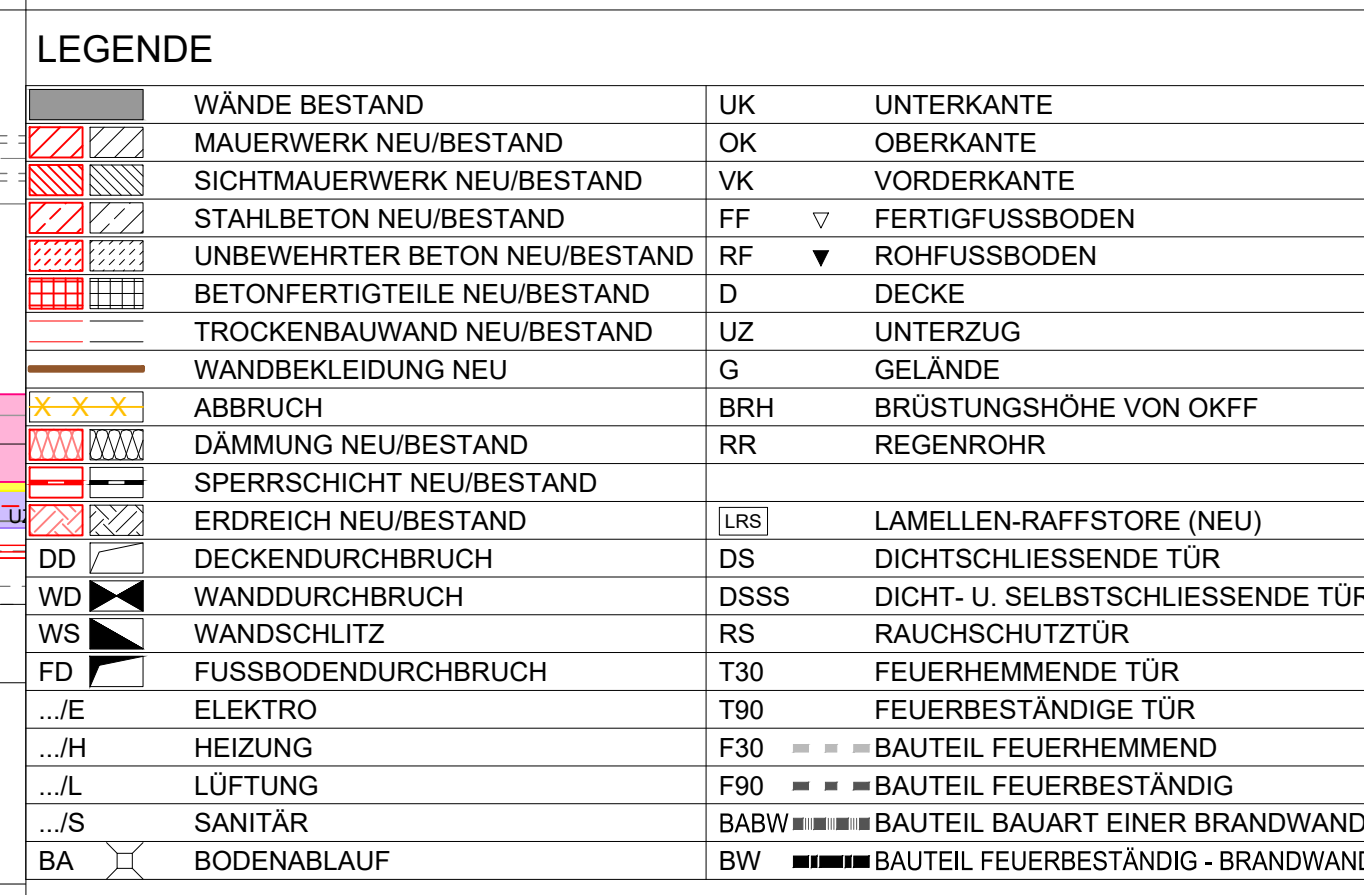 LEGENDE
WÄNDE BESTAND UK UNTERKANTE
MAUERWERK NEU/BESTAND OK OBERKANTE
SICHTMAUERWERK NEU/BESTAND VK VORDERKANTE
STAHLBETON NEU/BESTAND FF FERTIGFUSSBODEN
UNBEWEHRTER BETON NEU/BESTAND RF ROHFUSSBODEN
BETONFERTIGTEILE NEU/BESTAND D DECKE
TROCKENBAUWAND NEU/BESTAND UZ UNTERZUG
WANDBEKLEIDUNG NEU G GELÄNDE
ABBRUCH BRH BRÜSTUNGSHÖHE VON OKFF
DÄMMUNG NEU/BESTAND RR REGENROHR
SPERRSCHICHT NEU/BESTAND
ERDREICH NEU/BESTAND LRS LAMELLEN-RAFFSTORE (NEU)
DD DECKENDURCHBRUCH DS DICHTSCHLIESSENDE TÜR
WD WANDDURCHBRUCH DSSS DICHT- U. SELBSTSCHLIESSENDE TÜR
WS WANDSCHLITZ RS RAUCHSCHUTZTÜR
FD FUSSBODENDURCHBRUCH T30 FEUERHEMMENDE TÜR
.../E ELEKTRO T90 FEUERBESTÄNDIGE TÜR
.../H HEIZUNG F30 BAUTEIL FEUERHEMMEND
.../L LÜFTUNG F90 BAUTEIL FEUERBESTÄNDIG
.../S SANITÄR BABW BAUTEIL BAUART EINER BRANDWAND
BA BODENABLAUF BW BAUTEIL FEUERBESTÄNDIG - BRANDWAND